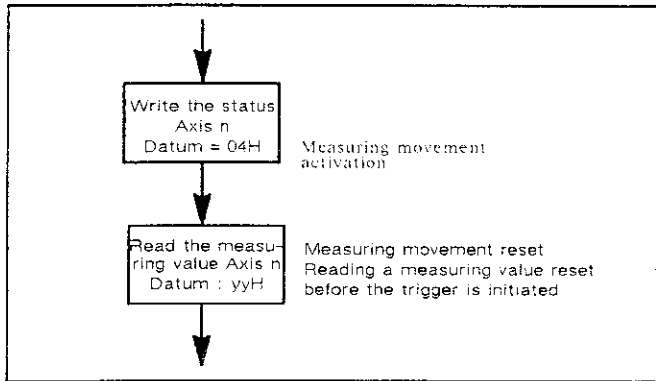 Write the status
Axis n
Datum = 04H
Measuring movement
activation
Read the measu-
ring value Axis n
Datum : yyH
Measuring movement reset
Reading a measuring value reset
before the trigger is initiated